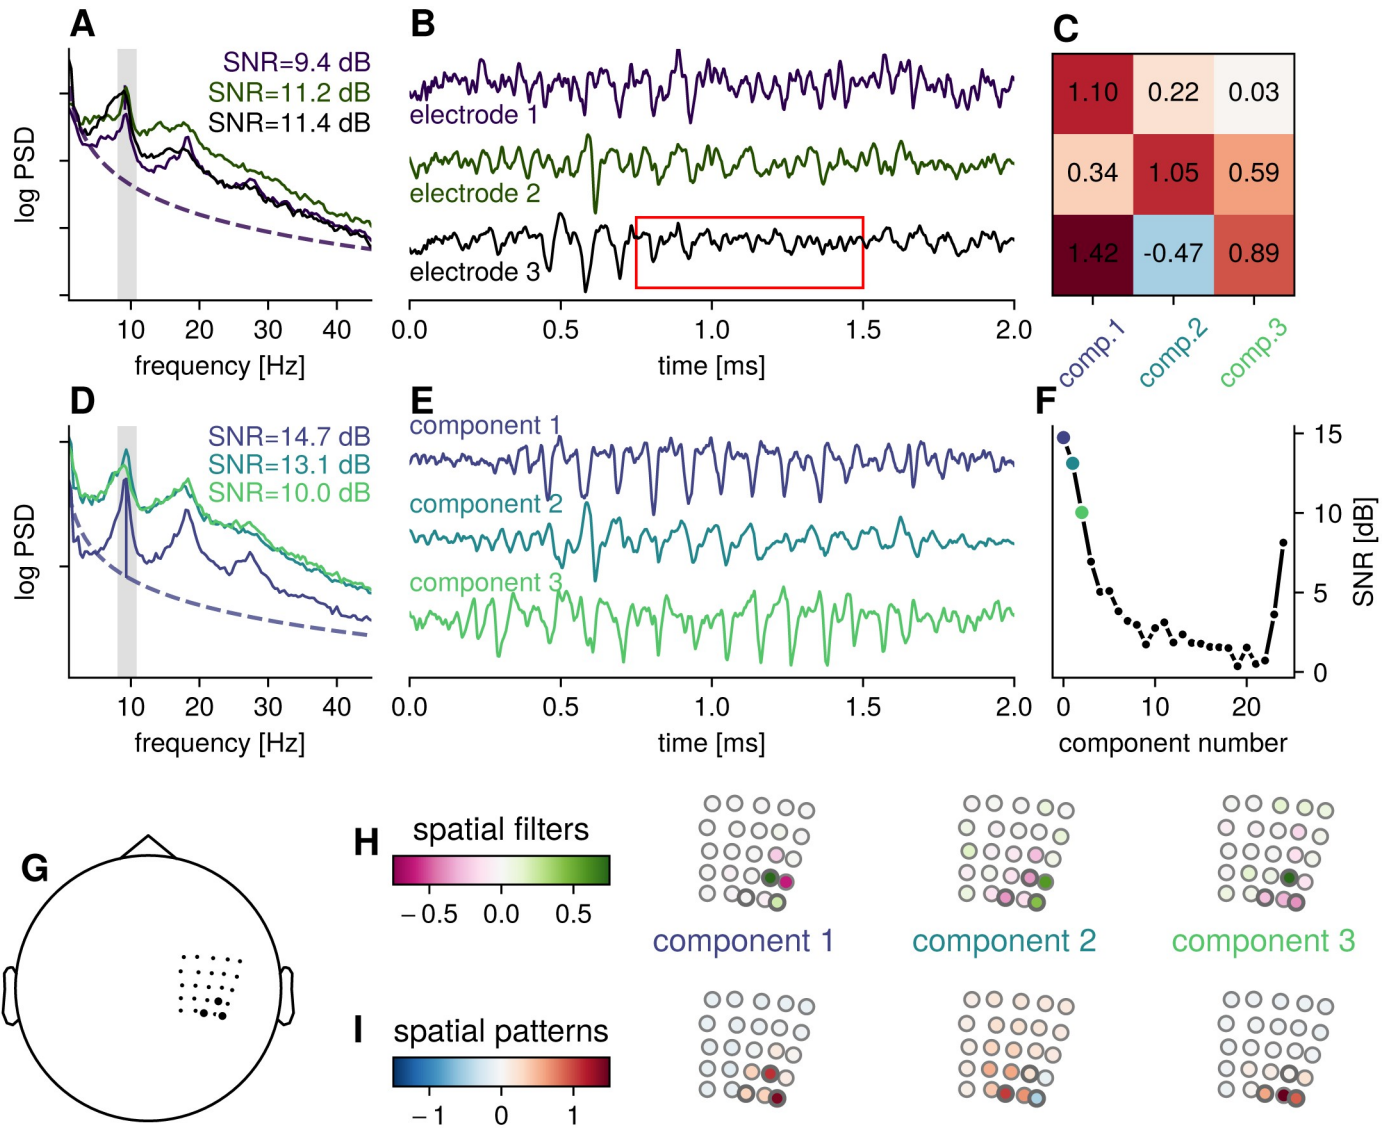 A
SNR=9.4 dB
SNR=11.2 dB
SNR=11.4 dB
log PSD
10 20 30 40
frequency [Hz]
B
electrode 1
electrode 2
electrode 3
0.0 0.5 1.0 1.5 2.0
time [ms]
C
1.10 0.22 0.03
0.34 1.05 0.59
1.42 -0.47 0.89
comp.1 comp.2 comp.3
D
SNR=14.7 dB
SNR=13.1 dB
SNR=10.0 dB
log PSD
10 20 30 40
frequency [Hz]
E
component 1
component 2
component 3
0.0 0.5 1.0 1.5 2.0
time [ms]
F
15
10
5
0
SNR [dB]
0 10 20
component number
G
H
spatial filters
−0.5 0.0 0.5
component 1 component 2 component 3
I
spatial patterns
−1 0 1